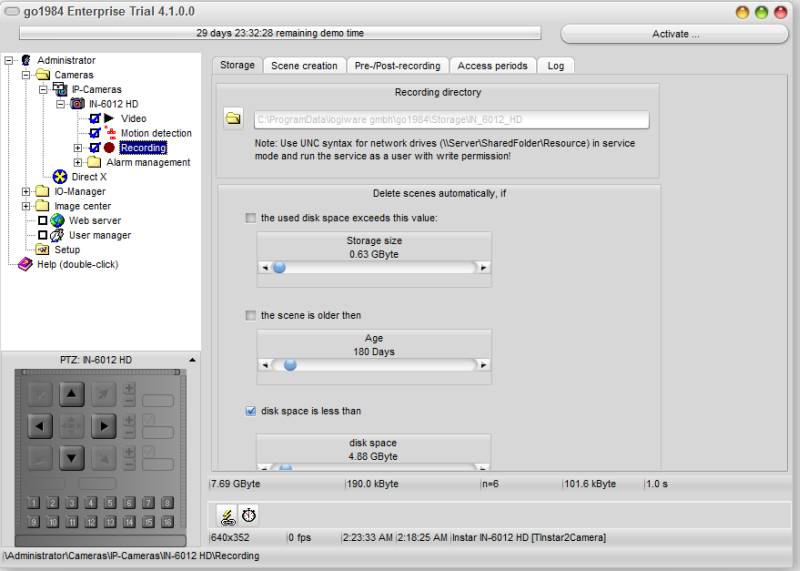 go1984 Enterprise Trial 4.1.0.0
29 days 23:32:28 remaining demo time
Activate ...
Administrator
Cameras
IP-Cameras
IN-6012 HD
Video
Motion detection
Recording
Alarm management
Direct X
IO-Manager
Image center
Web server
User manager
Setup
Help (double-click)
PTZ: IN-6012 HD
1 2 3 4 5 6 7 8
9 10 11 12 13 14 15 16
Storage Scene creation Pre-/Post-recording Access periods Log
Recording directory
C:\ProgramData\logiware gmbh\go1984\Storage\IN_6012_HD
Note: Use UNC syntax for network drives (\\Server\SharedFolder\Resource) in service
mode and run the service as a user with write permission!
Delete scenes automatically, if
the used disk space exceeds this value:
Storage size
0.63 GByte
the scene is older then
Age
180 Days
disk space is less than
disk space
4.88 GByte
7.69 GByte 190.0 kByte n=6 101.6 kByte 1.0 s
640x352 0 fps 2:23:33 AM 2:18:25 AM Instar IN-6012 HD [TInstar2Camera]
\Administrator\Cameras\IP-Cameras\IN-6012 HD\Recording